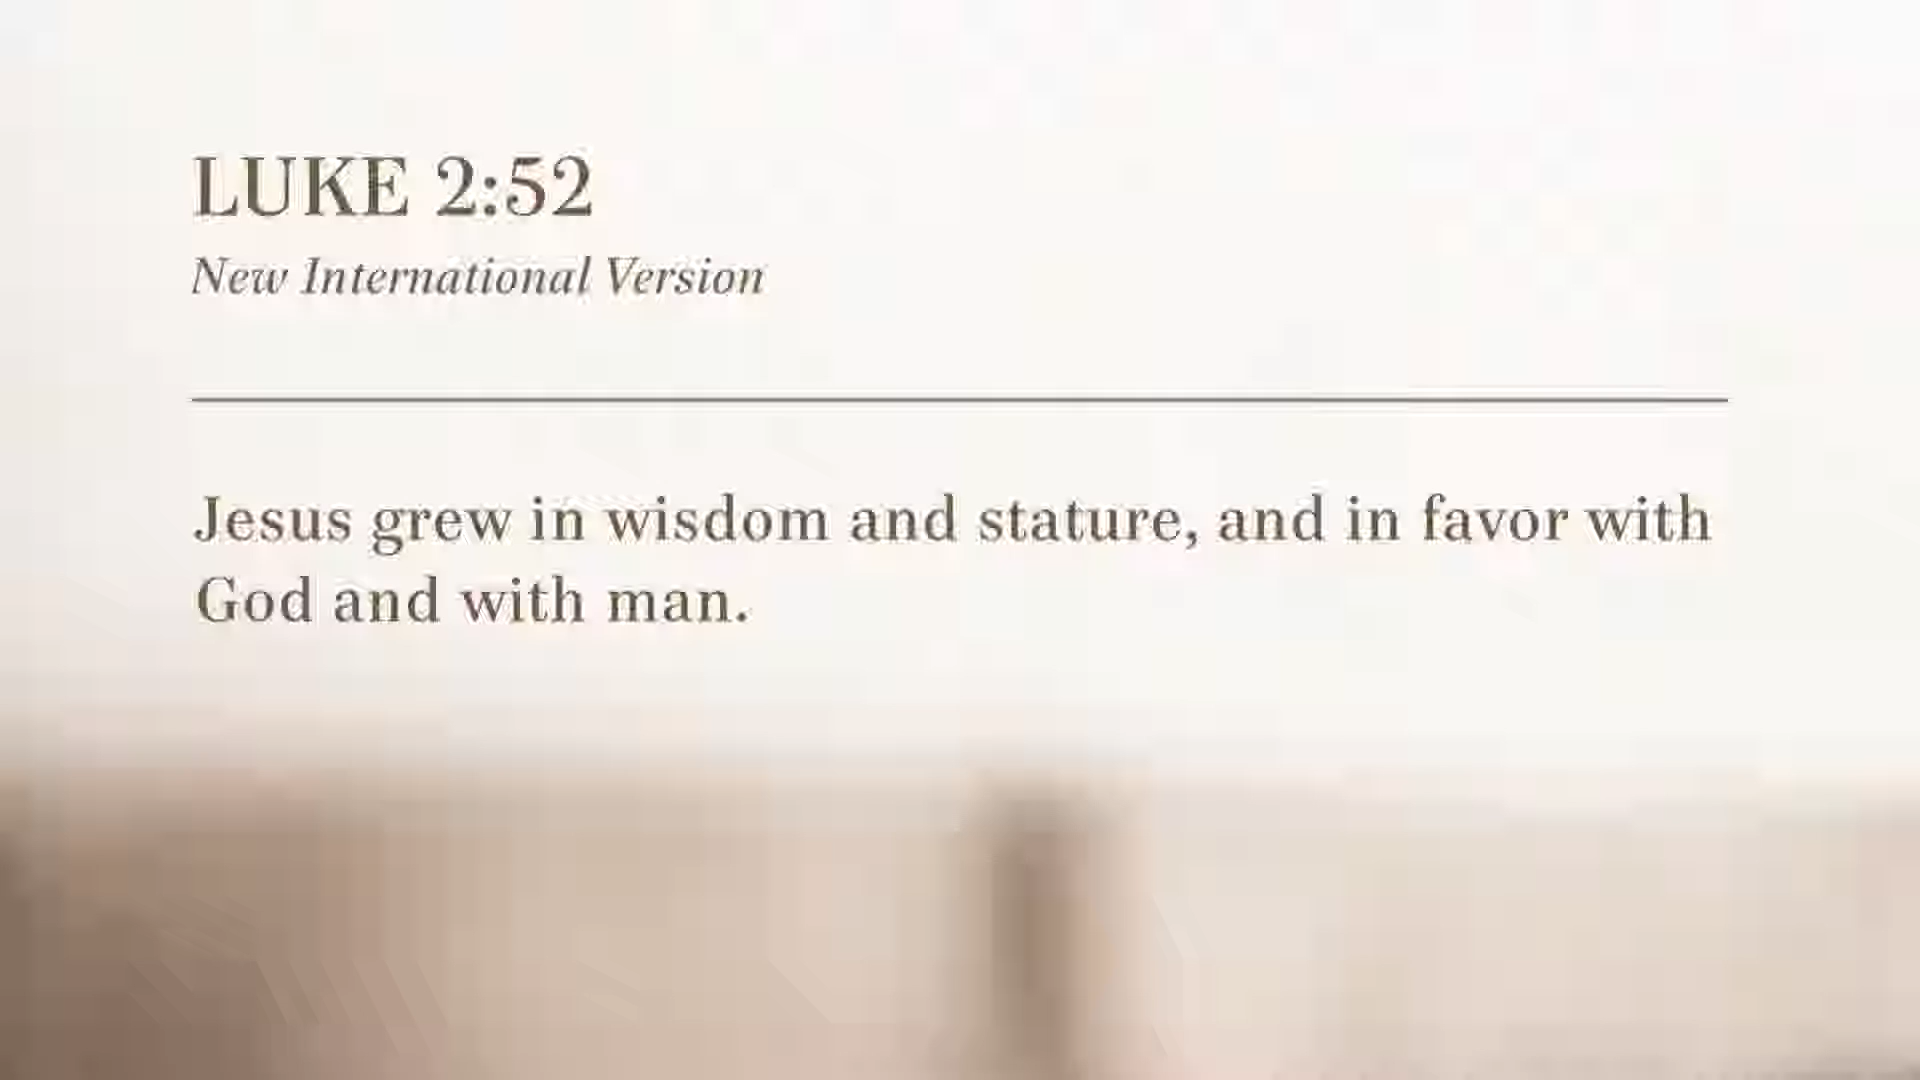 LUKE 2:52
New International Version
Jesus grew in wisdom and stature, and in favor with
God and with man.